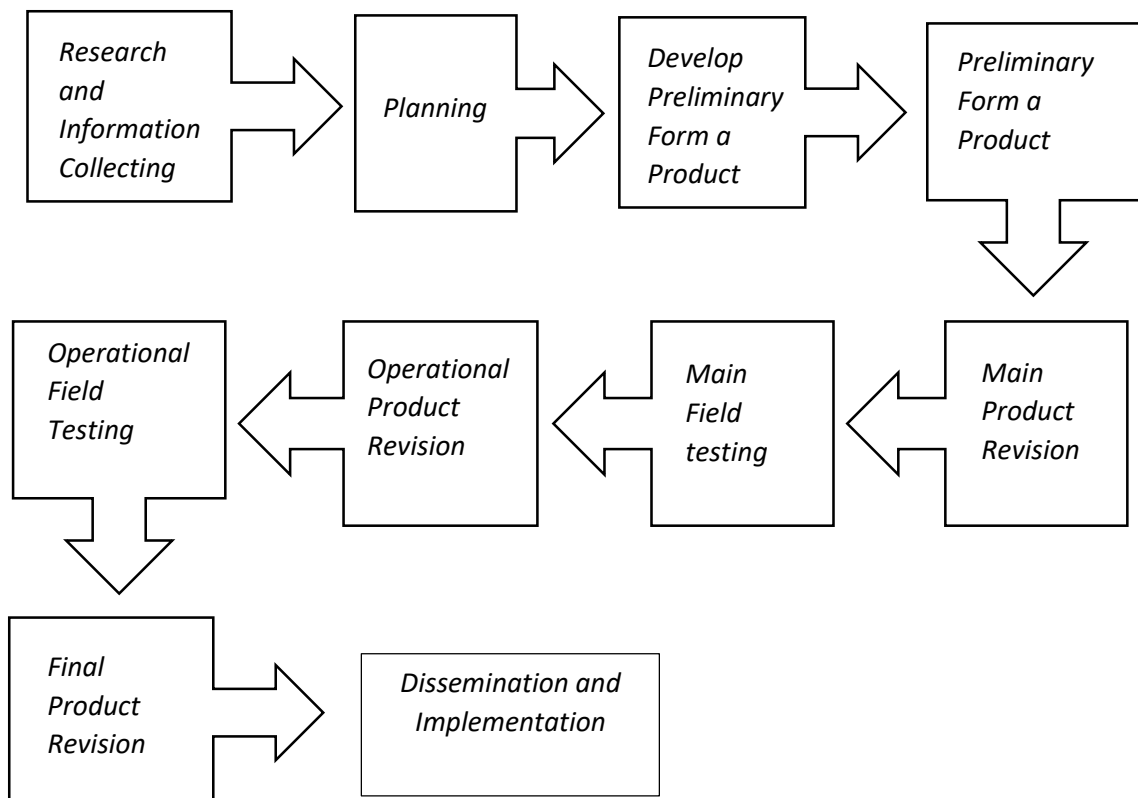 Research
and
Information
Collecting
Planning
Develop
Preliminary
Form a
Product
Preliminary
Form a
Product
Main
Product
Revision
Main
Field
testing
Operational
Product
Revision
Operational
Field
Testing
Final
Product
Revision
Dissemination and
Implementation